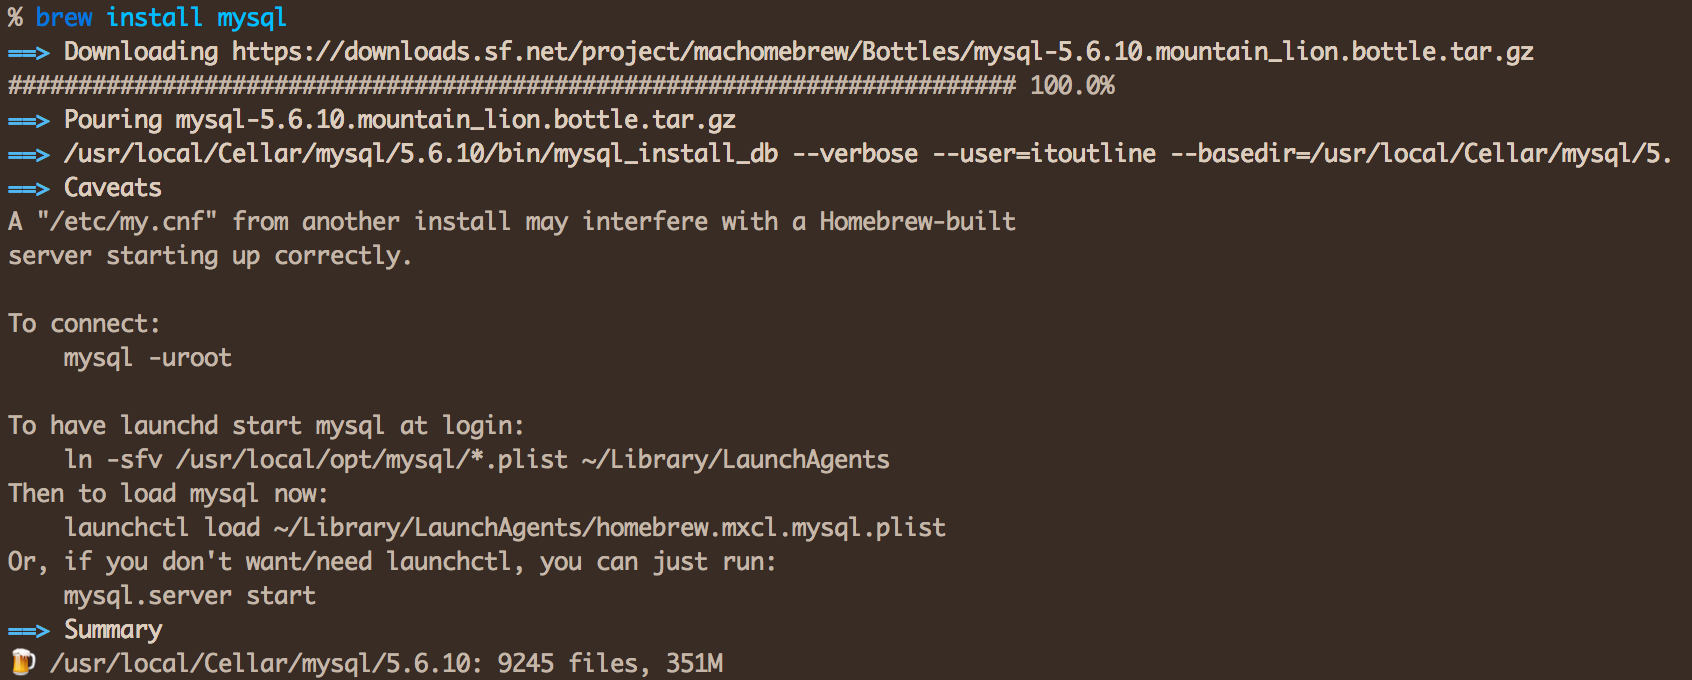 % brew install mysql
==> Downloading https://downloads.sf.net/project/machomebrew/Bottles/mysql-5.6.10.mountain_lion.bottle.tar.gz
######################################################################## 100.0%
==> Pouring mysql-5.6.10.mountain_lion.bottle.tar.gz
==> /usr/local/Cellar/mysql/5.6.10/bin/mysql_install_db --verbose --user=itoutline --basedir=/usr/local/Cellar/mysql/5.
==> Caveats
A "/etc/my.cnf" from another install may interfere with a Homebrew-built
server starting up correctly.

To connect:
    mysql -uroot

To have launchd start mysql at login:
    ln -sfv /usr/local/opt/mysql/*.plist ~/Library/LaunchAgents
Then to load mysql now:
    launchctl load ~/Library/LaunchAgents/homebrew.mxcl.mysql.plist
Or, if you don't want/need launchctl, you can just run:
    mysql.server start
==> Summary
🍺 /usr/local/Cellar/mysql/5.6.10: 9245 files, 351M